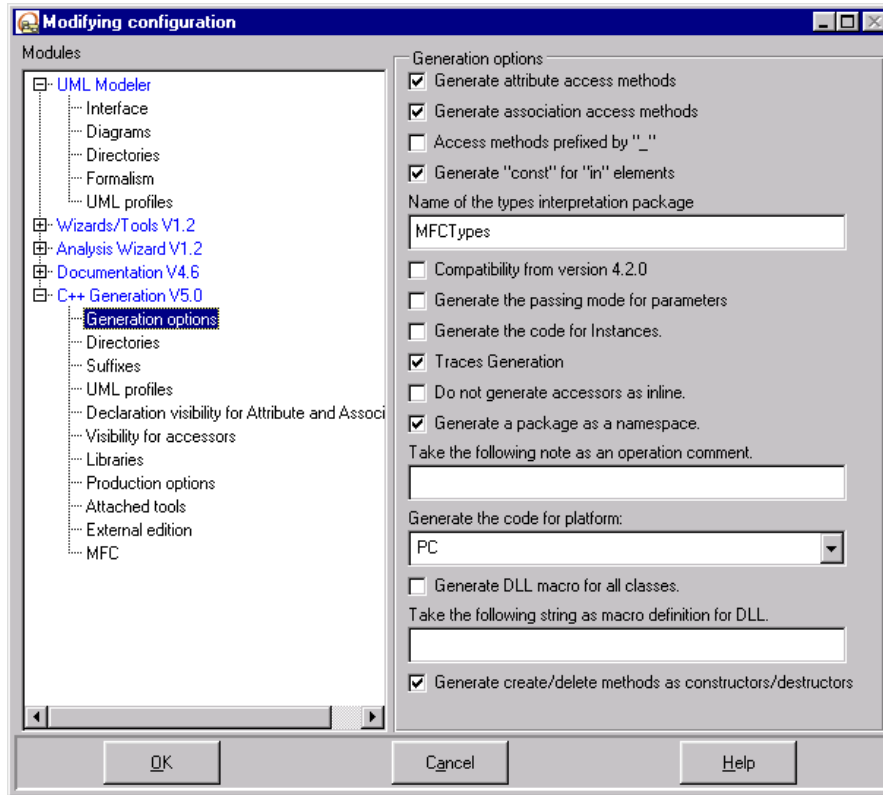 Modifying configuration
Modules
UML Modeler
Interface
Diagrams
Directories
Formalism
UML profiles
Wizards/Tools V1.2
Analysis Wizard V1.2
Documentation V4.6
C++ Generation V5.0
Generation options
Directories
Suffixes
UML profiles
Declaration visibility for Attribute and Associ
Visibility for accessors
Libraries
Production options
Attached tools
External edition
MFC
Generation options
Generate attribute access methods
Generate association access methods
Access methods prefixed by "_"
Generate "const" for "in" elements
Name of the types interpretation package
MFCTypes
Compatibility from version 4.2.0
Generate the passing mode for parameters
Generate the code for Instances.
Traces Generation
Do not generate accessors as inline.
Generate a package as a namespace.
Take the following note as an operation comment.
Generate the code for platform:
PC
Generate DLL macro for all classes.
Take the following string as macro definition for DLL.
Generate create/delete methods as constructors/destructors
OK
Cancel
Help